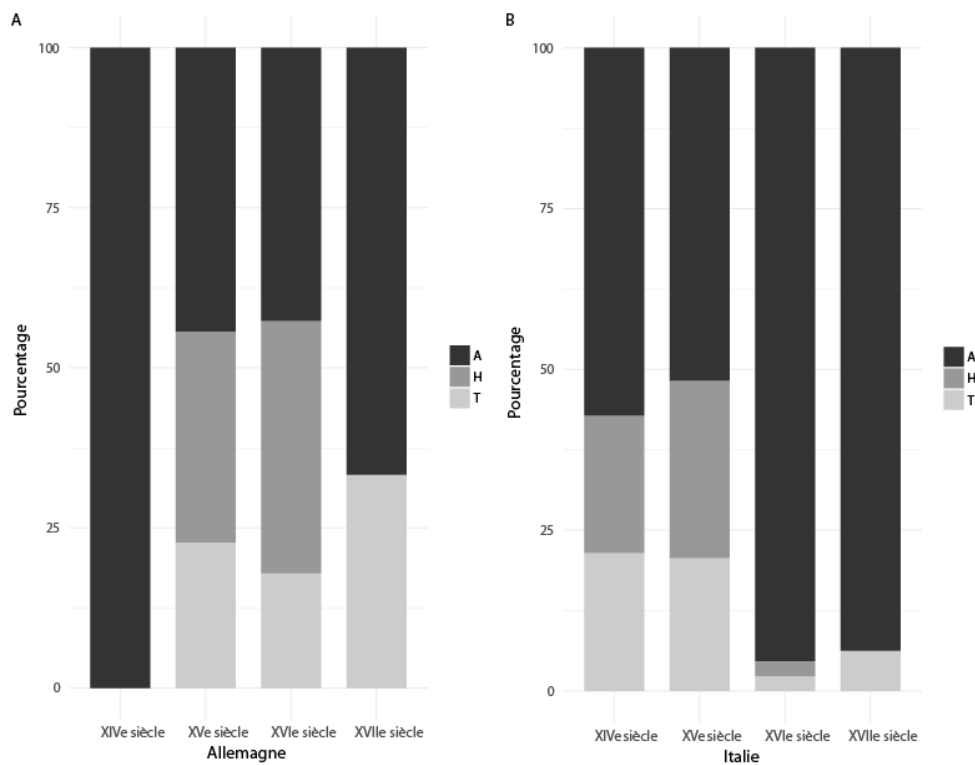 A
100
75
50
25
0
Pourcentage
XIVe siècle XVe siècle XVIe siècle XVIIe siècle
Allemagne
A
H
T
B
100
75
50
25
0
Pourcentage
XIVe siècle XVe siècle XVIe siècle XVIIe siècle
Italie
A
H
T